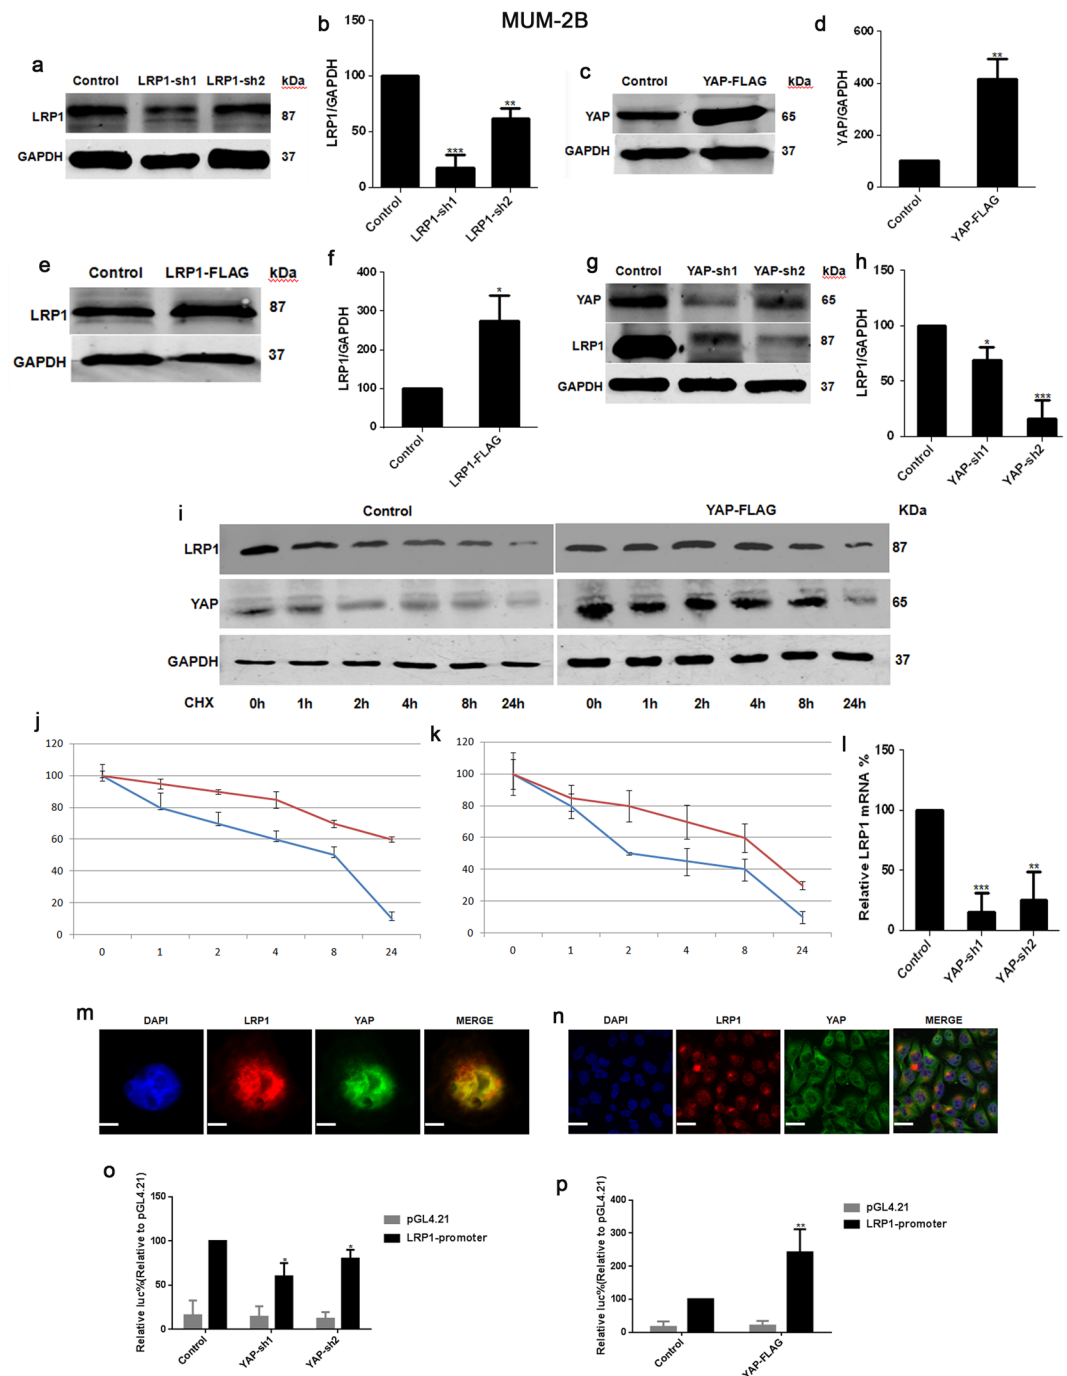 MUM-2B
a
Control LRP1-sh1 LRP1-sh2 kDa
LRP1 87
GAPDH 37
b
LRP1/GAPDH
150
100
50
0
***
**
Control
LRP1-sh1
LRP1-sh2
c
Control YAP-FLAG kDa
YAP 65
GAPDH 37
d
YAP/GAPDH
600
400
200
0
**
Control
YAP-FLAG
e
Control LRP1-FLAG kDa
LRP1 87
GAPDH 37
f
LRP1/GAPDH
400
300
200
100
0
*
Control
LRP1-FLAG
g
Control YAP-sh1 YAP-sh2 kDa
YAP 65
LRP1 87
GAPDH 37
h
LRP1/GAPDH
150
100
50
0
*
***
Control
YAP-sh1
YAP-sh2
i
Control YAP-FLAG KDa
LRP1 87
YAP 65
GAPDH 37
CHX 0h 1h 2h 4h 8h 24h 0h 1h 2h 4h 8h 24h
j
120
100
80
60
40
20
0
0 1 2 4 8 24
k
120
100
80
60
40
20
0
0 1 2 4 8 24
l
Relative LRP1 mRNA %
150
100
50
0
***
**
Control
YAP-sh1
YAP-sh2
m
DAPI LRP1 YAP MERGE
n
DAPI LRP1 YAP MERGE
o
Relative luc%(Relative to pGL4.21)
150
100
50
0
*
*
Control
YAP-sh1
YAP-sh2
pGL4.21
LRP1-promoter
p
Relative luc%(Relative to pGL4.21)
400
300
200
100
0
**
Control
YAP-FLAG
pGL4.21
LRP1-promoter